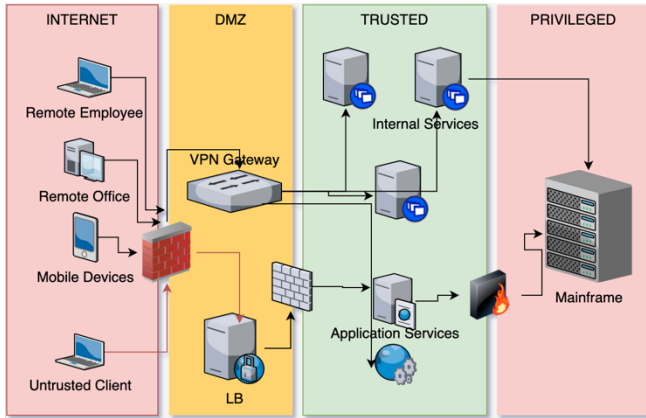 INTERNET
DMZ
TRUSTED
PRIVILEGED
Remote Employee
Internal Services
VPN Gateway
Remote Office
Mobile Devices
Mainframe
Application Services
Untrusted Client
LB